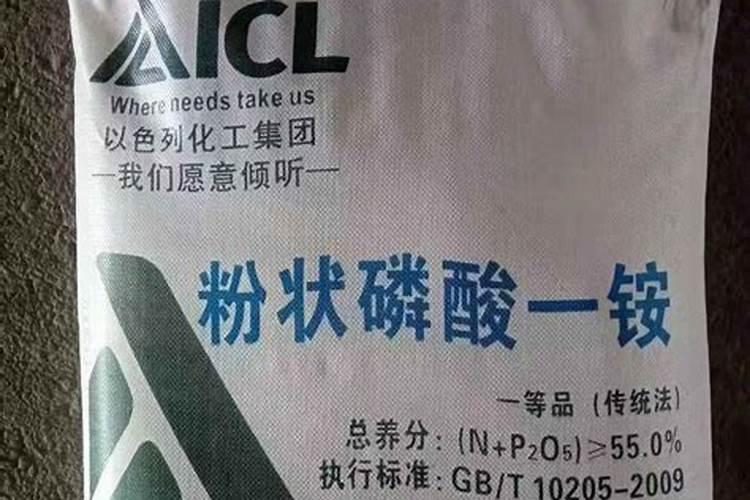 ICL
Where needs take us
以色列化工集团
—我们愿意倾听—
粉状磷酸一铵
一等品（传统法）
总养分：(N+P₂O₅)≥55.0%
执行标准：GB/T 10205-2009